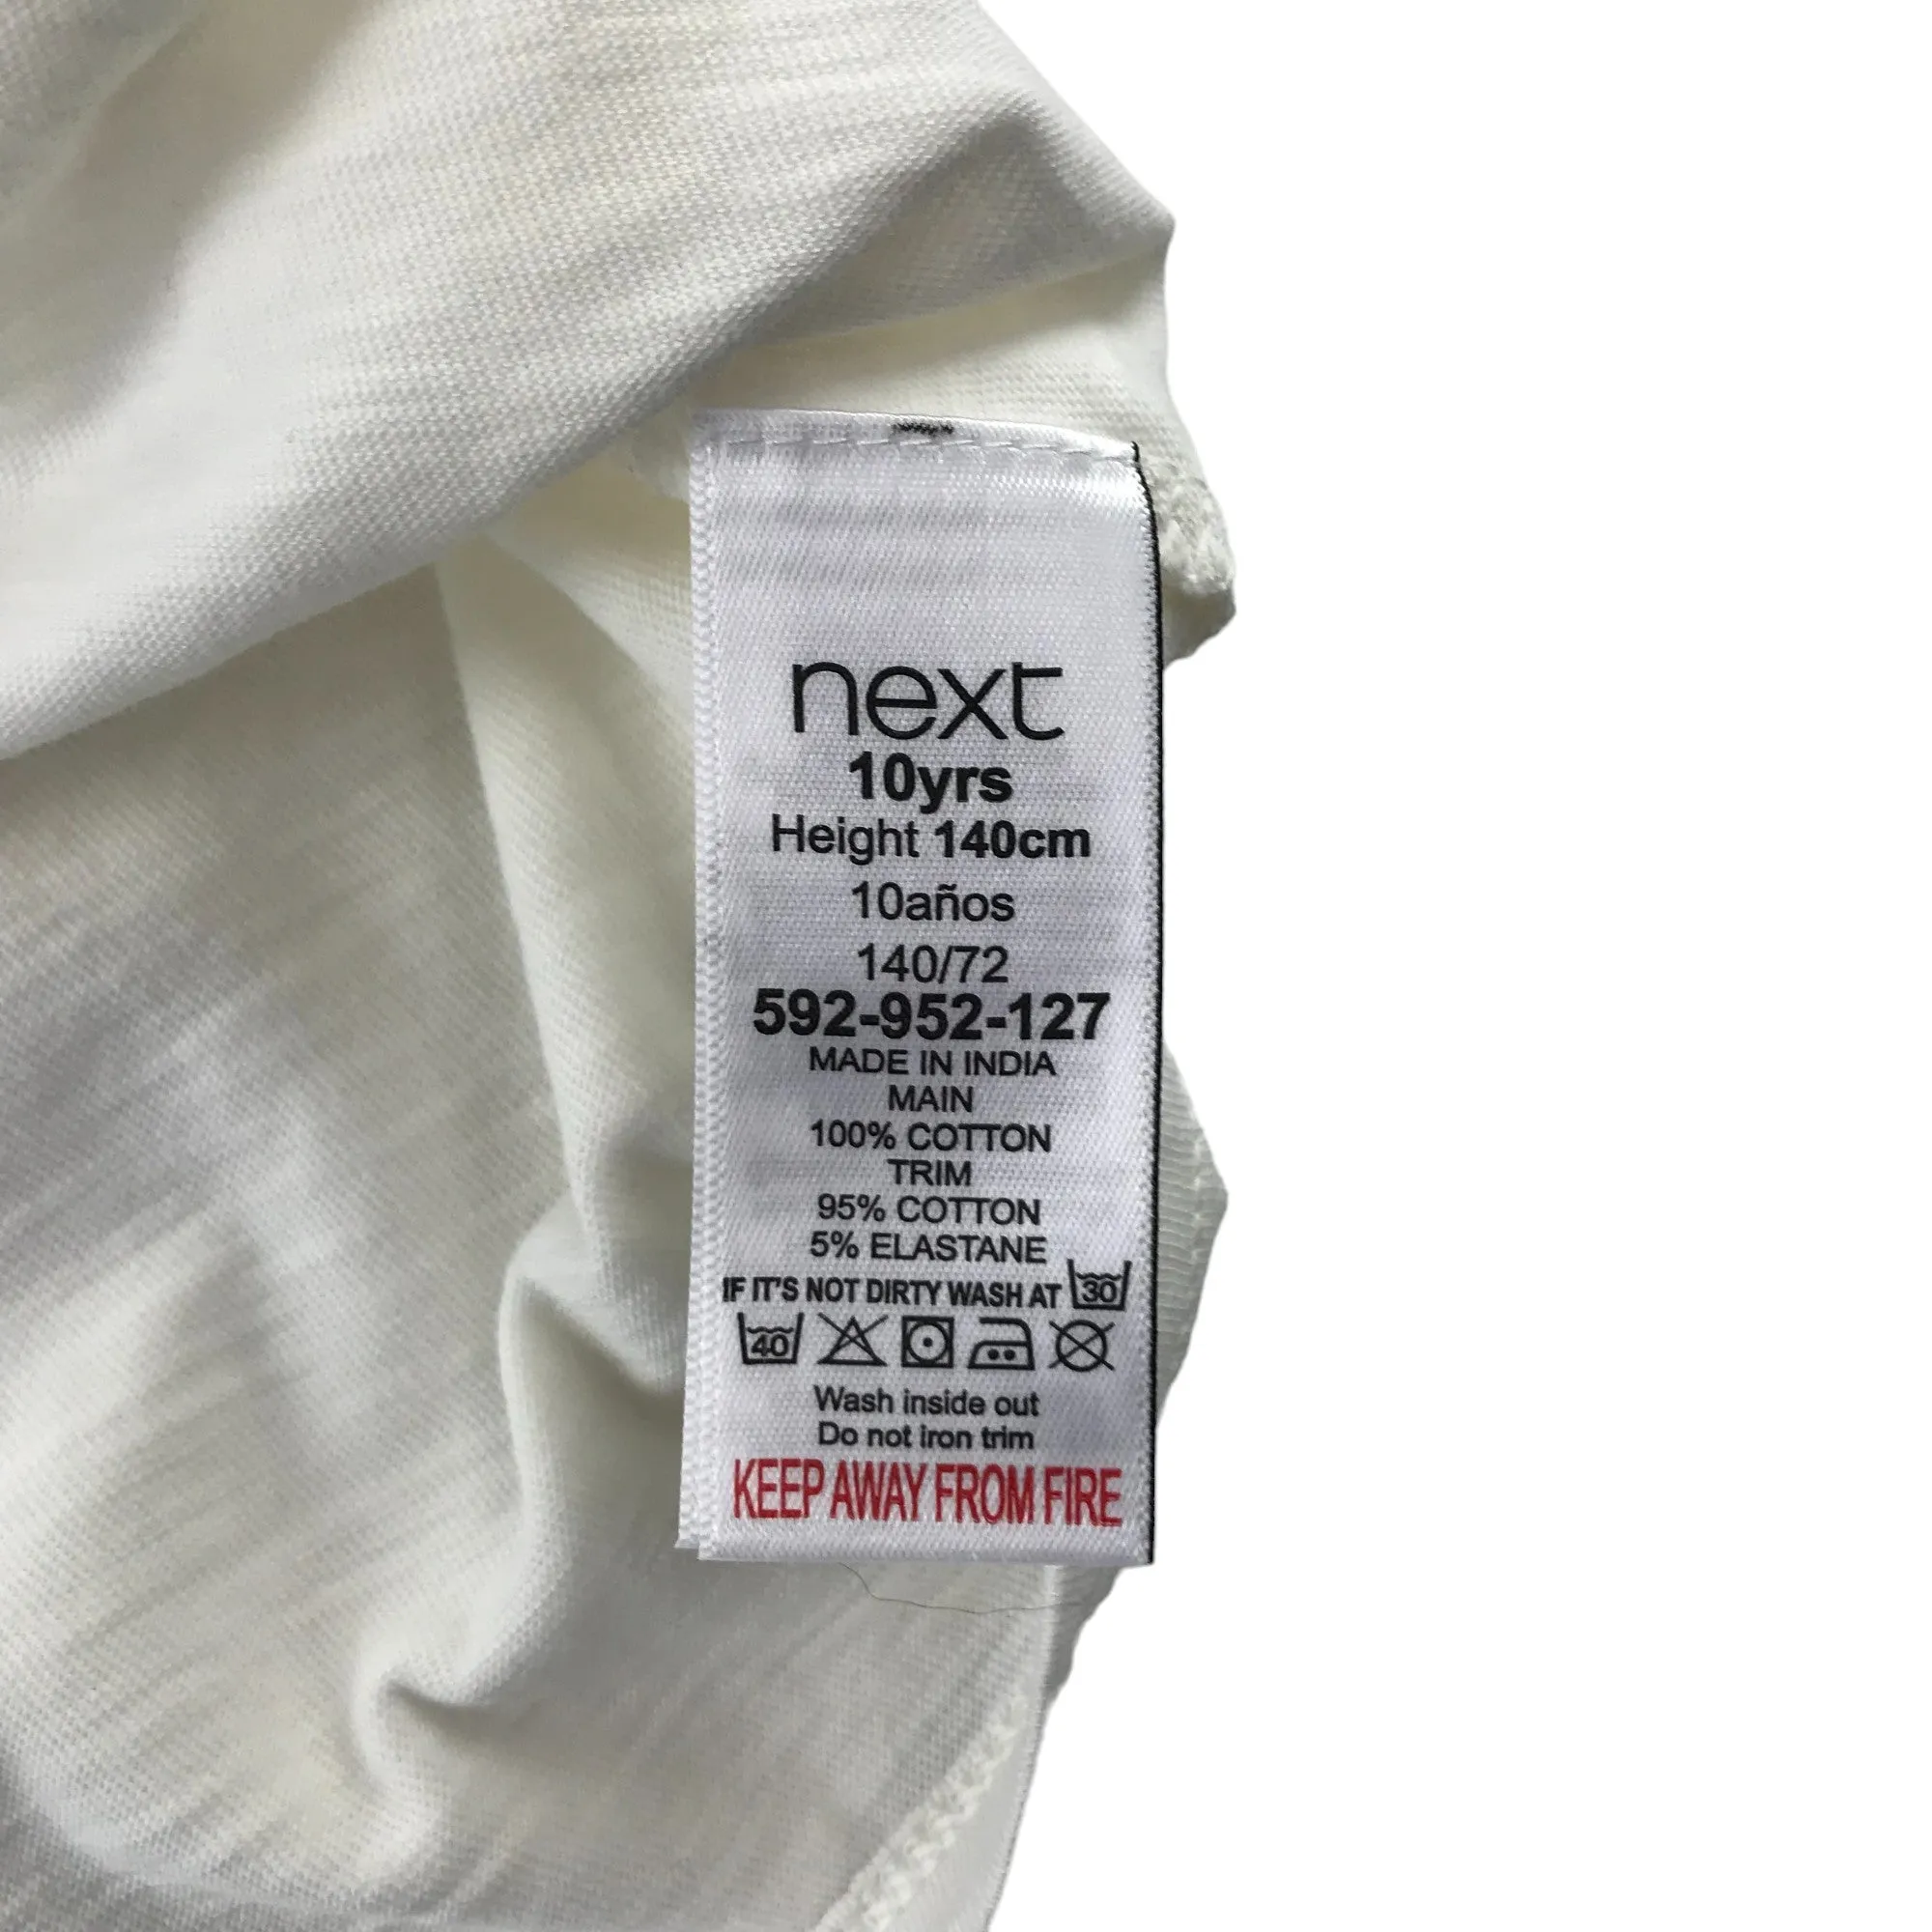 next
10yrs
Height 140cm
10años
140/72
592-952-127
MADE IN INDIA
MAIN
100% COTTON
TRIM
95% COTTON
5% ELASTANE
IF IT'S NOT DIRTY WASH AT 30
40
Wash inside out
Do not iron trim
KEEP AWAY FROM FIRE